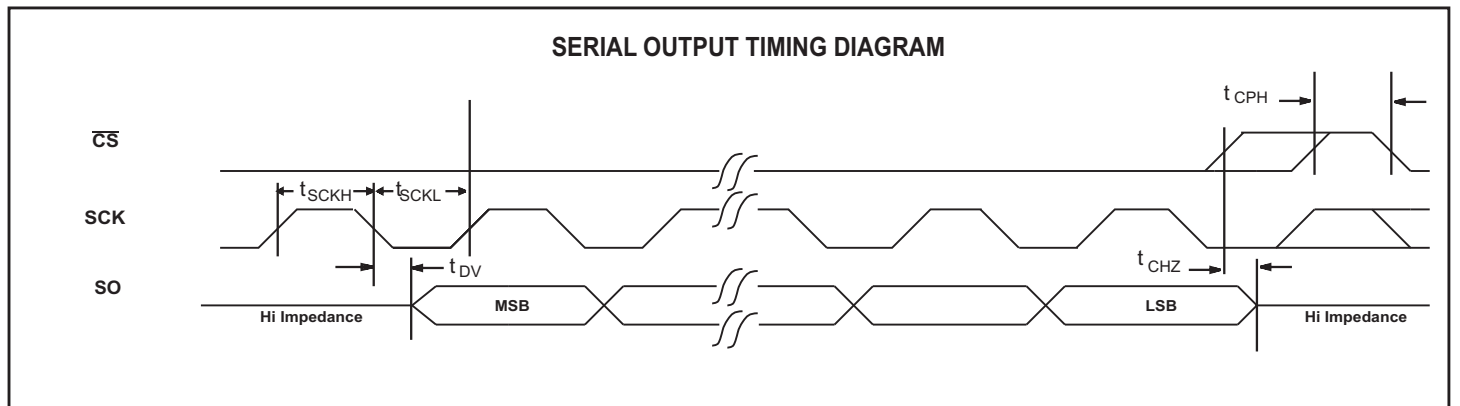 SERIAL OUTPUT TIMING DIAGRAM
t CPH
CS
t SCKH
t SCKL
SCK
t DV
t CHZ
SO
MSB
LSB
Hi Impedance
Hi Impedance